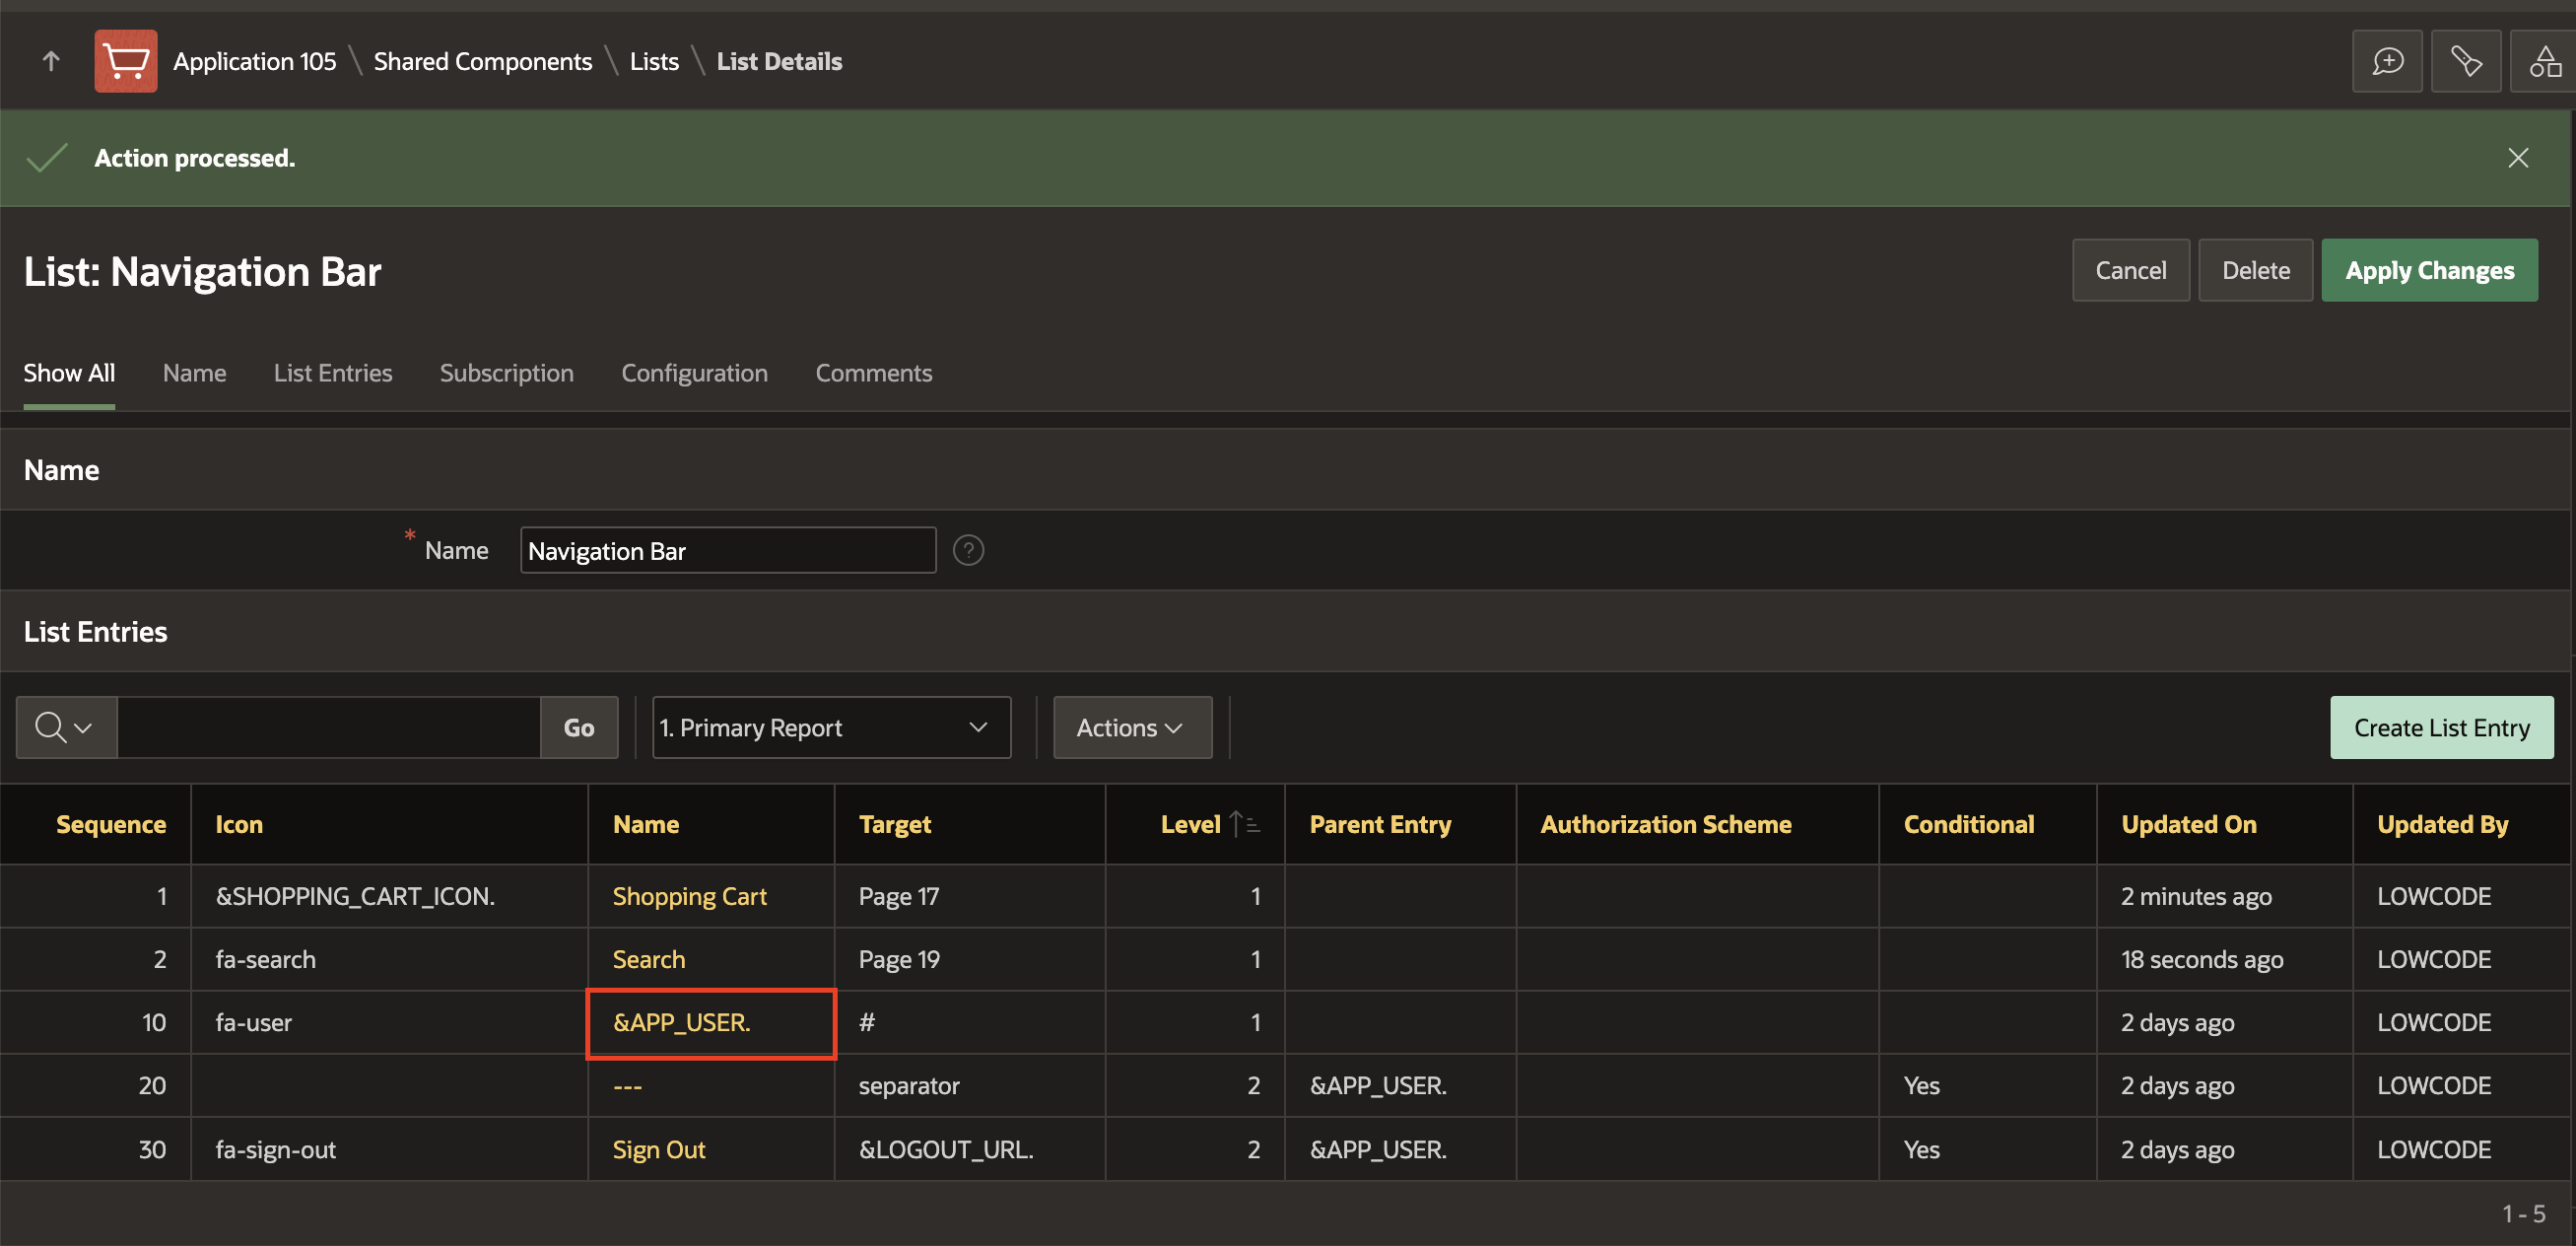 Application 105 \ Shared Components \ Lists \ List Details
Action processed.
List: Navigation Bar
Cancel Delete Apply Changes
Show All Name List Entries Subscription Configuration Comments
Name
* Name Navigation Bar ?
List Entries
Go 1. Primary Report Actions Create List Entry
Sequence Icon Name Target Level Parent Entry Authorization Scheme Conditional Updated On Updated By
1 &SHOPPING_CART_ICON. Shopping Cart Page 17 1 2 minutes ago LOWCODE
2 fa-search Search Page 19 1 18 seconds ago LOWCODE
10 fa-user &APP_USER. # 1 2 days ago LOWCODE
20 --- separator 2 &APP_USER. Yes 2 days ago LOWCODE
30 fa-sign-out Sign Out &LOGOUT_URL. 2 &APP_USER. Yes 2 days ago LOWCODE
1 - 5